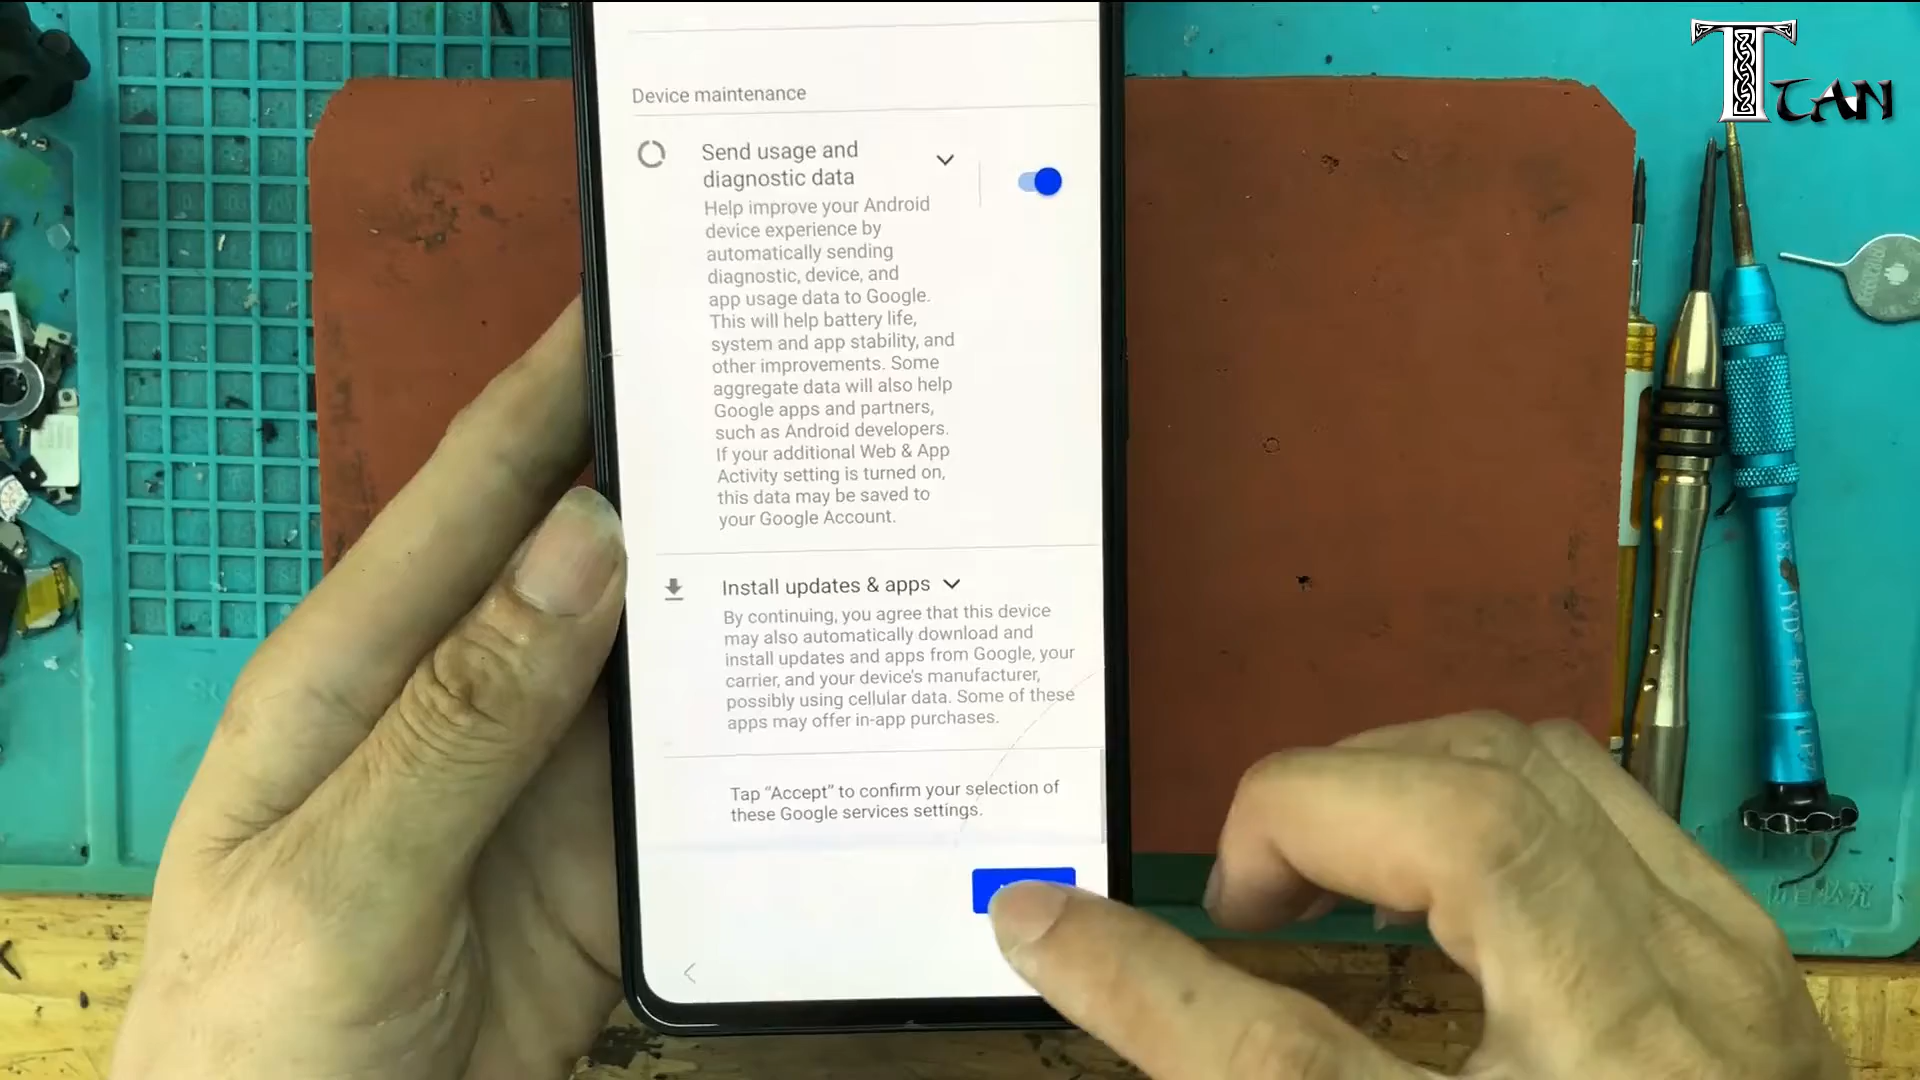 Titan
Device maintenance
Send usage and
diagnostic data
Help improve your Android
device experience by
automatically sending
diagnostic, device, and
app usage data to Google.
This will help battery life,
system and app stability, and
other improvements. Some
aggregate data will also help
Google apps and partners,
such as Android developers.
If your additional Web & App
Activity setting is turned on,
this data may be saved to
your Google Account.
Install updates & apps
By continuing, you agree that this device
may also automatically download and
install updates and apps from Google, your
carrier, and your device's manufacturer,
possibly using cellular data. Some of these
apps may offer in-app purchases.
Tap “Accept” to confirm your selection of
these Google services settings.